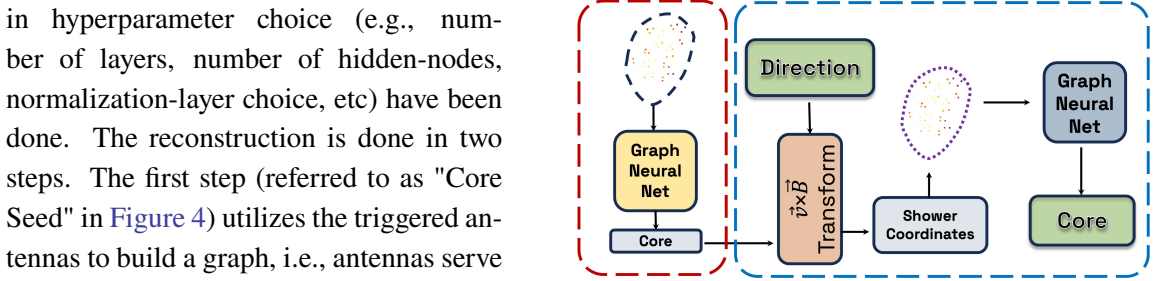 in hyperparameter choice (e.g., num-
ber of layers, number of hidden-nodes,
normalization-layer choice, etc) have been
done. The reconstruction is done in two
steps. The first step (referred to as "Core
Seed" in Figure 4) utilizes the triggered an-
tennas to build a graph, i.e., antennas serve
Graph
Neural
Net
Core
Direction
v⃗×B⃗
Transform
Shower
Coordinates
Graph
Neural
Net
Core